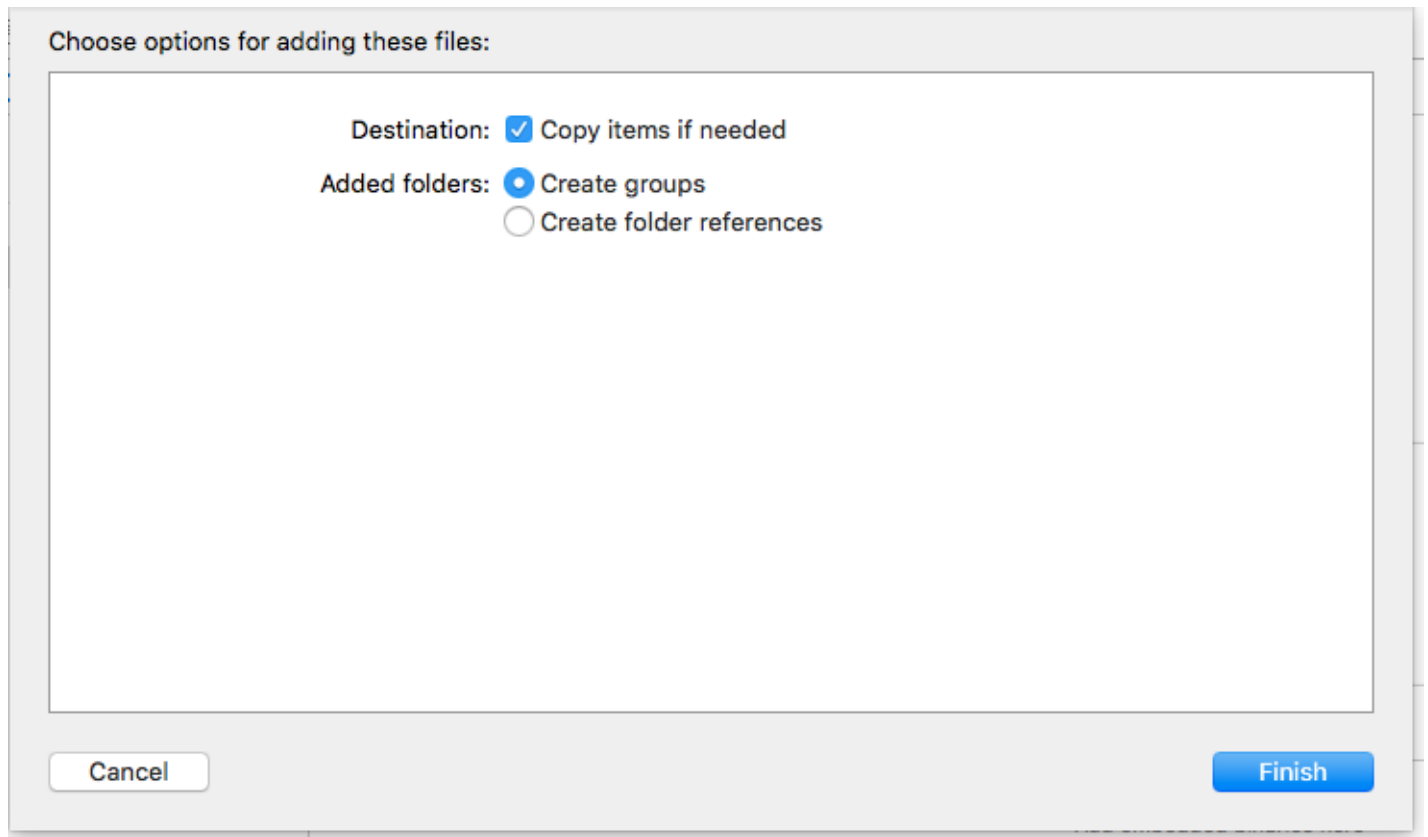 Choose options for adding these files:
Destination: Copy items if needed
Added folders: Create groups
Create folder references
Cancel Finish